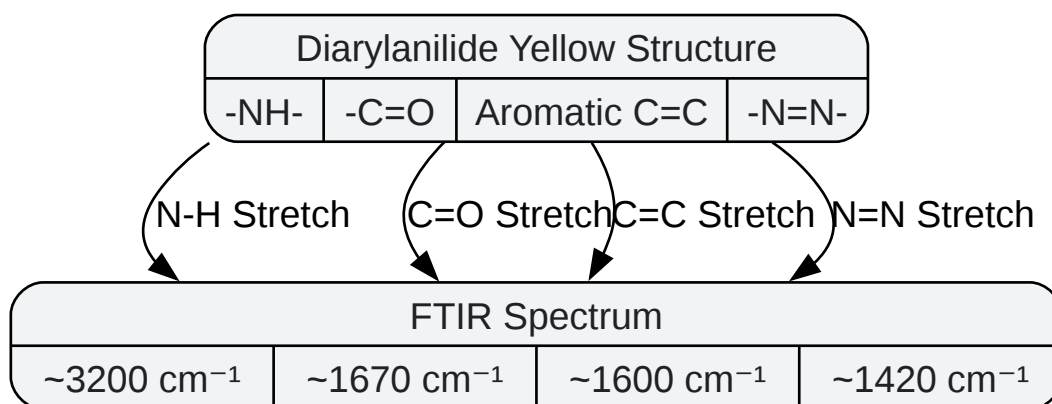 Diarylanilide Yellow Structure
-NH- -C=O Aromatic C=C -N=N-
N-H Stretch C=O Stretch C=C Stretch N=N Stretch
FTIR Spectrum
~3200 cm⁻¹ ~1670 cm⁻¹ ~1600 cm⁻¹ ~1420 cm⁻¹